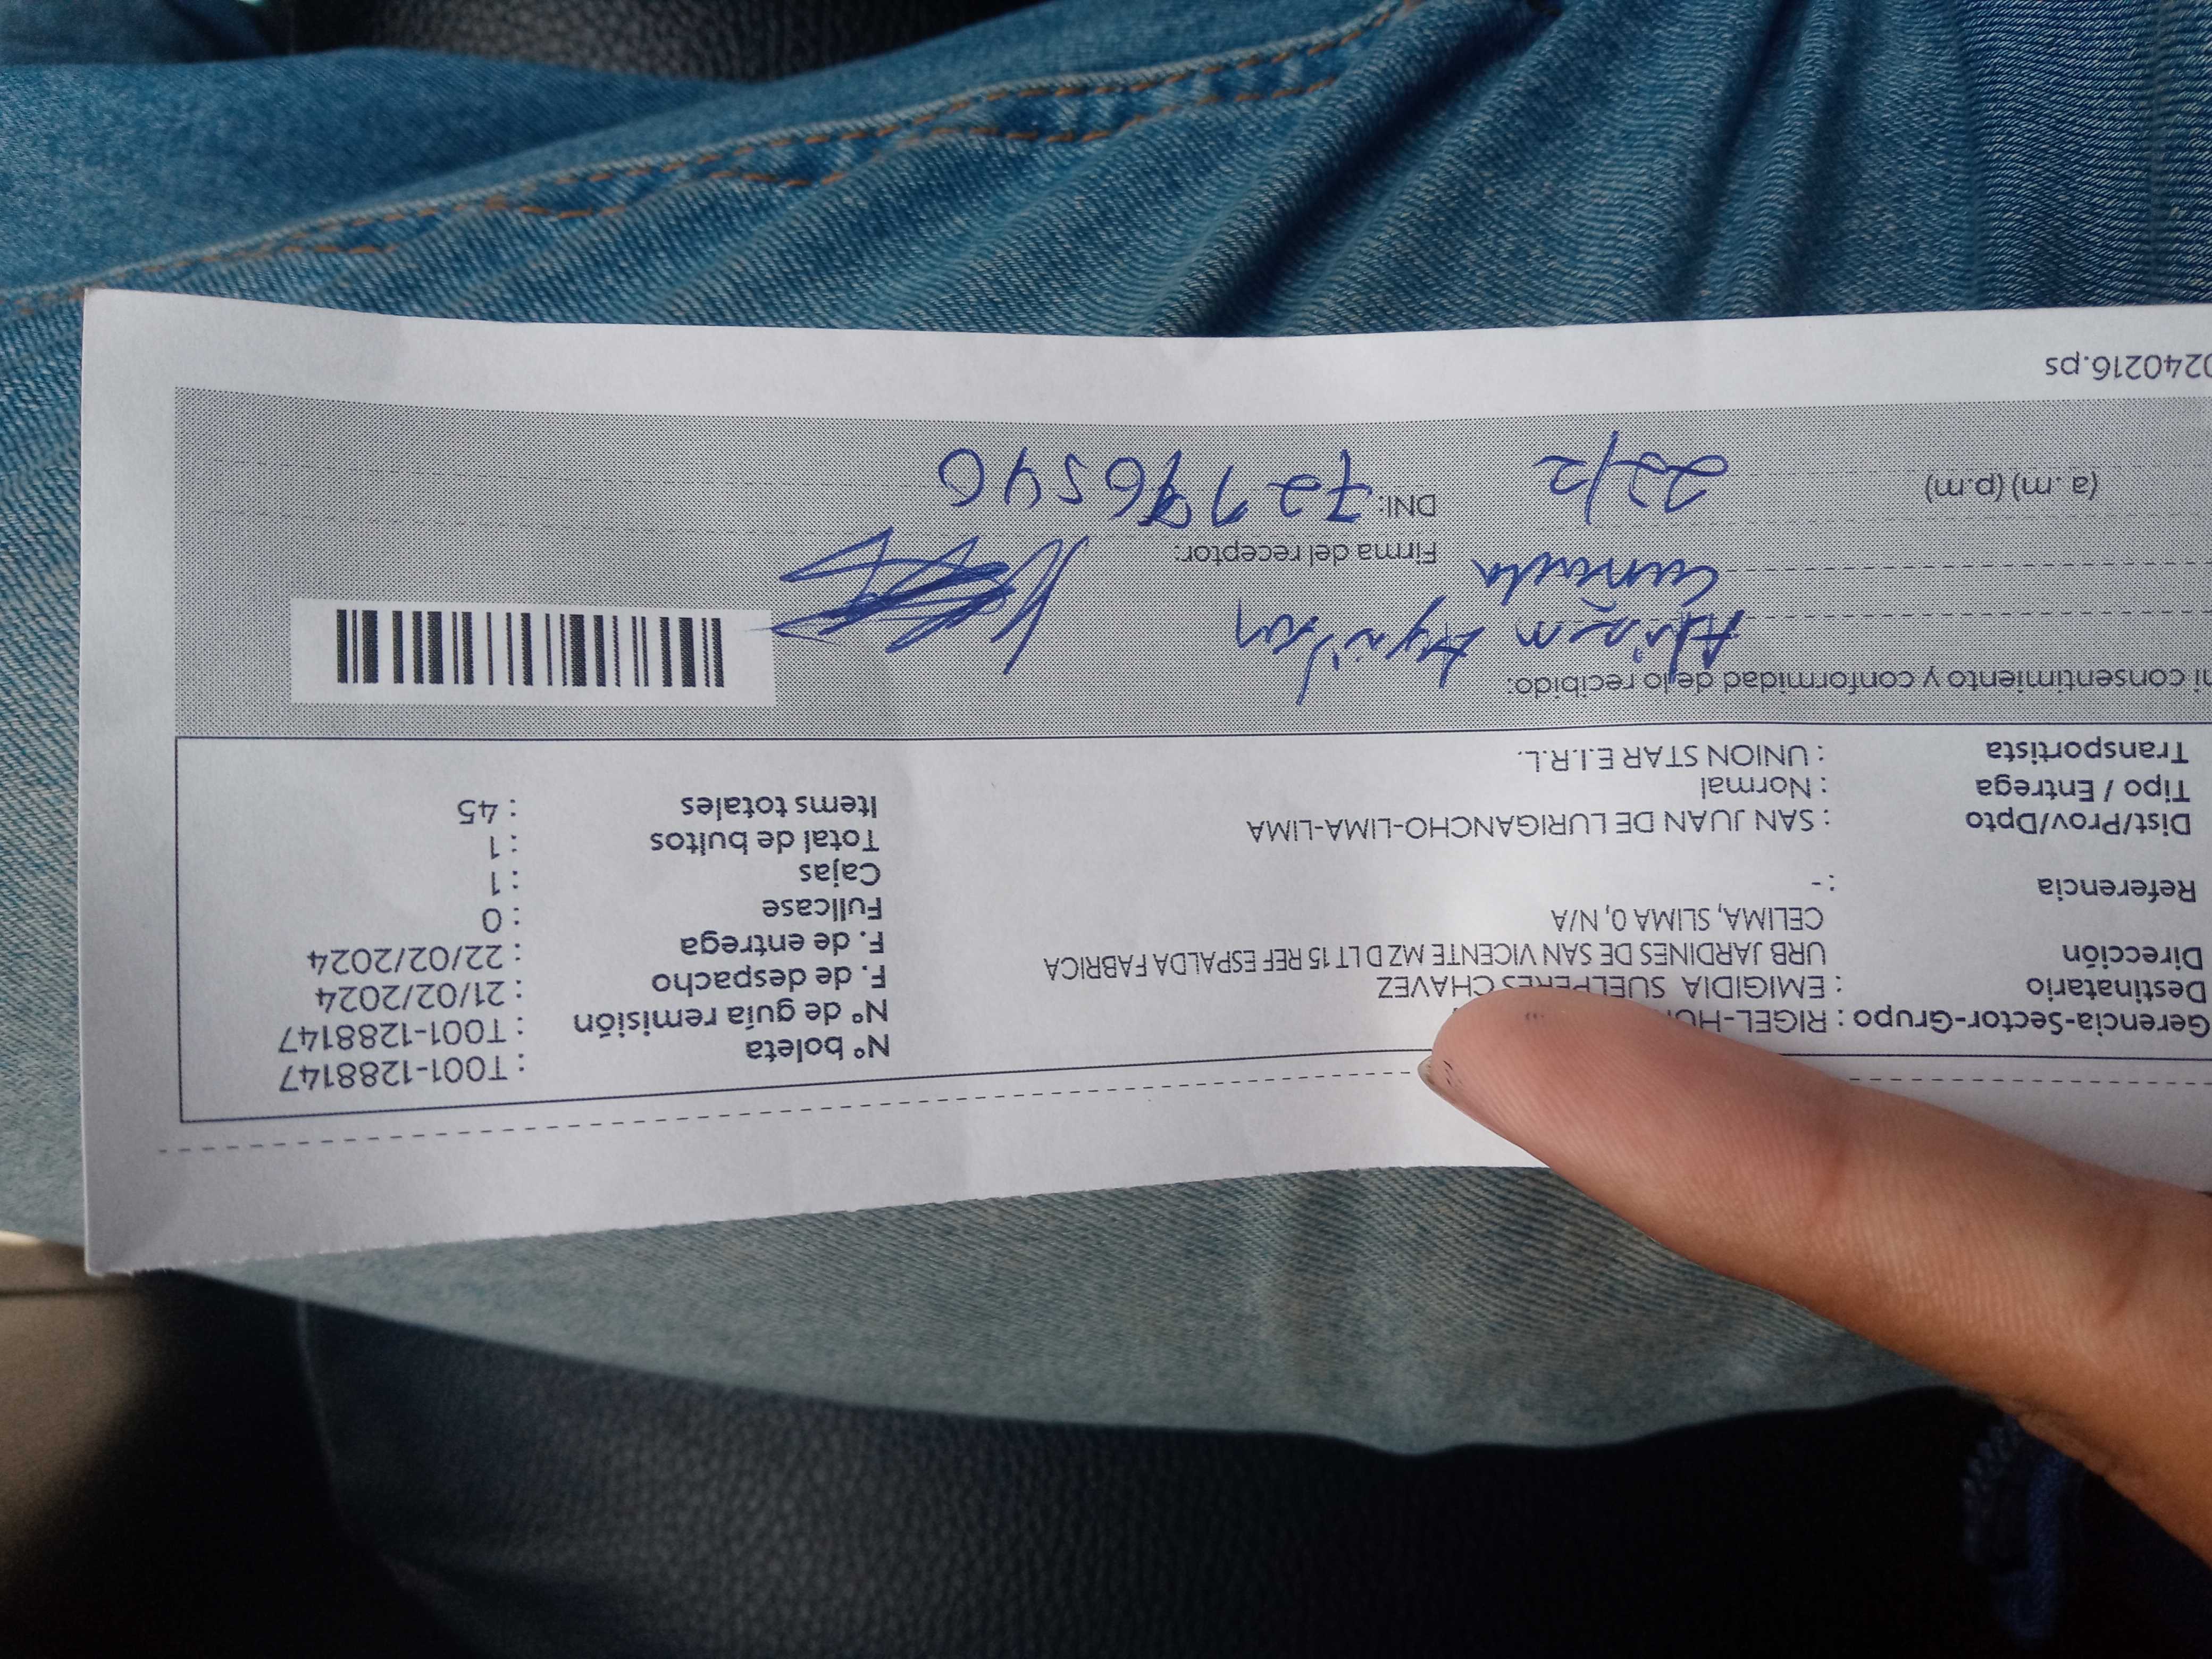 Nº boleta : T001-1288147
Gerencia-Sector-Grupo : RIGEL-
Nº de guía remisión : T001-1288147
Destinatario : EMIGIDIA SUELPERES CHAVEZ
F. de despacho : 21/02/2024
Dirección URB JARDINES DE SAN VICENTE MZ D LT 15 REF ESPALDA FABRICA
F. de entrega : 22/02/2024
CELIMA, SLIMA 0, N/A
Fullcase : 0
Referencia : -
Cajas : 1
Total de bultos : 1
Dist/Prov/Dpto : SAN JUAN DE LURIGANCHO-LIMA-LIMA
Items totales : 45
Tipo / Entrega : Normal
Transportista : UNION STAR E.I.R.L.
mi consentimiento y conformidad de lo recibido:
Firma del receptor:
(a.m) (p.m) 22/2 DNI:
0240216.ps